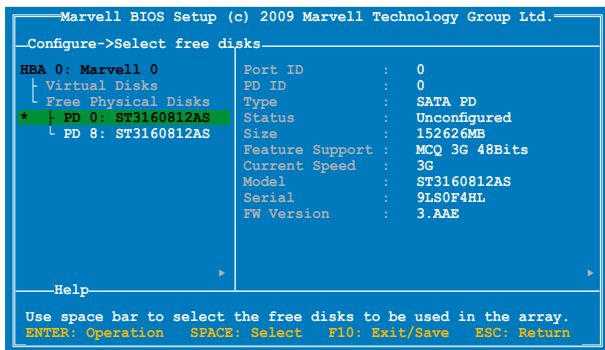 Marvell BIOS Setup (c) 2009 Marvell Technology Group Ltd.
Configure->Select free disks
HBA 0: Marvell 0
Virtual Disks
Free Physical Disks
* PD 0: ST3160812AS
PD 8: ST3160812AS
Port ID : 0
PD ID : 0
Type : SATA PD
Status : Unconfigured
Size : 152626MB
Feature Support : MCQ 3G 48Bits
Current Speed : 3G
Model : ST3160812AS
Serial : 9LS0F4HL
FW Version : 3.AAE
Help
Use space bar to select the free disks to be used in the array.
ENTER: Operation SPACE: Select F10: Exit/Save ESC: Return